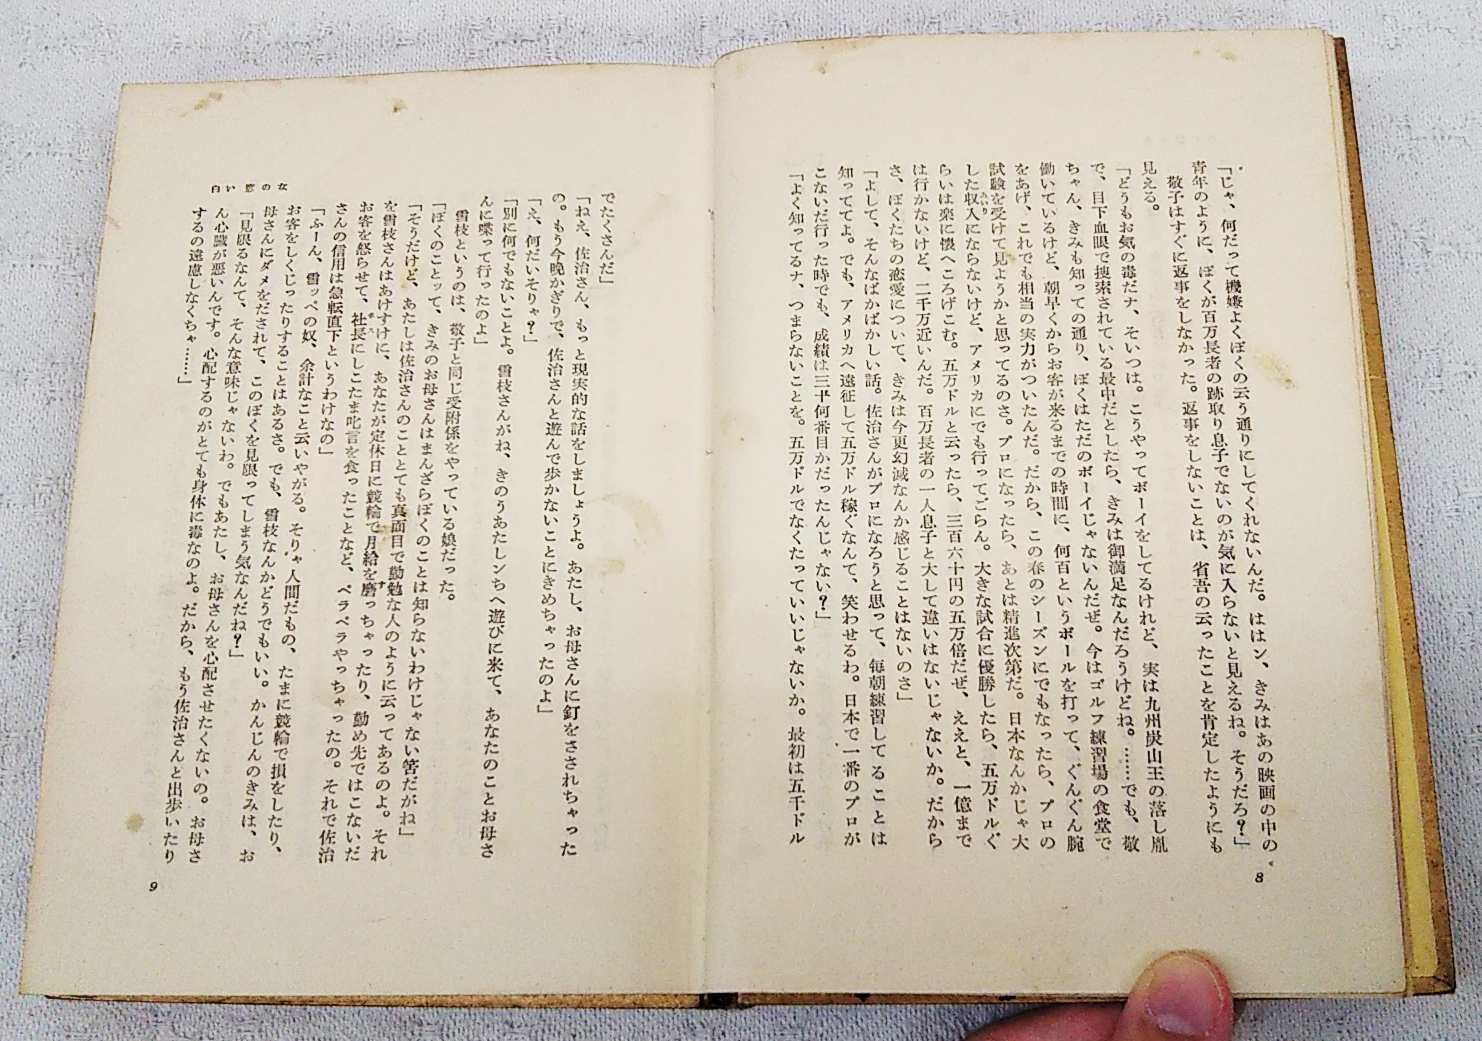 「じゃ、何だって機嫌よくぼくの云う通りにしてくれないんだ。ははン、きみはあの映画の中の
青年のように、ぼくが百万長者の跡取り息子でないのが気に入らないと見えるね。そうだろ?」
敬子はすぐに返事をしなかった。返事をしないことは、省吾の云ったことを肯定したようにも
見える。
「どうもお気の毒だナ、そいつは。こうやってボーイをしてるけれど、実は九州炭山王の落し胤
で、目下血眼で捜索されている最中だとしたら、きみは御満足なんだろうけどね。……でも、敬
ちゃん、きみも知っての通り、ぼくはただのボーイじゃないんだぜ。今はゴルフ練習場の食堂で
働いているけど、朝早くからお客が来るまでの時間に、何百というボールを打って、ぐんぐん腕
をあげ、これでも相当の実力がついたんだ。だから、この春のシーズンにでもなったら、プロの
試験を受けて見ようかと思ってるのさ。プロになったら、あとは精進次第だ。日本なんかじゃ大
した収入にならないけど、アメリカにでも行ってごらん。大きな試合に優勝したら、五万ドルぐ
らいは楽に懐へころげこむ。五万ドルと云ったら、三百六十円の五万倍だぜ、ええと、一億まで
は行かないけど、二千万近いんだ。百万長者の一人息子と大して違いはないじゃないか。だから
さ、ぼくたちの恋愛について、きみは今更幻滅なんか感じることはないのさ」
「よして、そんなばかばかしい話。佐治さんがプロになろうと思って、毎朝練習してることは
知っててよ。でも、アメリカへ遠征して五万ドル稼ぐなんて、笑わせるわ。日本で一番のプロが
こないだ行った時でも、成績は三十何番目かだったんじゃない?」
「よく知ってるナ、つまらないことを。五万ドルでなくたっていいじゃないか。最初は五千ドル
8
でたくさんだ」
「ねえ、佐治さん、もっと現実的な話をしましょうよ。あたし、お母さんに釘をさされちゃった
の。もう今晩かぎりで、佐治さんと遊んで歩かないことにきめちゃったのよ」
「え、何だいそりゃ?」
「別に何でもないことよ。雪枝さんがね、きのうあたしンちへ遊びに来て、あなたのことお母さ
んに喋って行ったのよ」
雪枝というのは、敬子と同じ受附係をやっている娘だった。
「ぼくのことッて、きみのお母さんはまんざらぼくのことは知らないわけじゃない筈だがね」
「そうだけど、あたしは佐治さんのこととても真面目で勤勉な人のように云ってあるのよ。それ
を雪枝さんはあけすけに、あなたが定休日に競輪で月給を磨っちゃったり、勤め先ではこないだ
お客を怒らせて、社長にしこたま叱言を食ったことなど、ペラペラやっちゃったの。それで佐治
さんの信用は急転直下というわけなの」
「ふーん、雪ッペの奴、余計なこと云いやがる。そりゃ人間だもの、たまに競輪で損をしたり、
お客をしくじったりすることはあるさ。でも、雪枝なんかどうでもいい。かんじんのきみは、お
母さんにダメをだされて、このぼくを見限ってしまう気なんだね?」
「見限るなんて、そんな意味じゃないわ。でもあたし、お母さんを心配させたくないの。お母さ
ん心臓が悪いんです。心配するのがとても身体に毒なのよ。だから、もう佐治さんと出歩いたり
するの遠慮しなくちゃ……」
白い窓の女
9